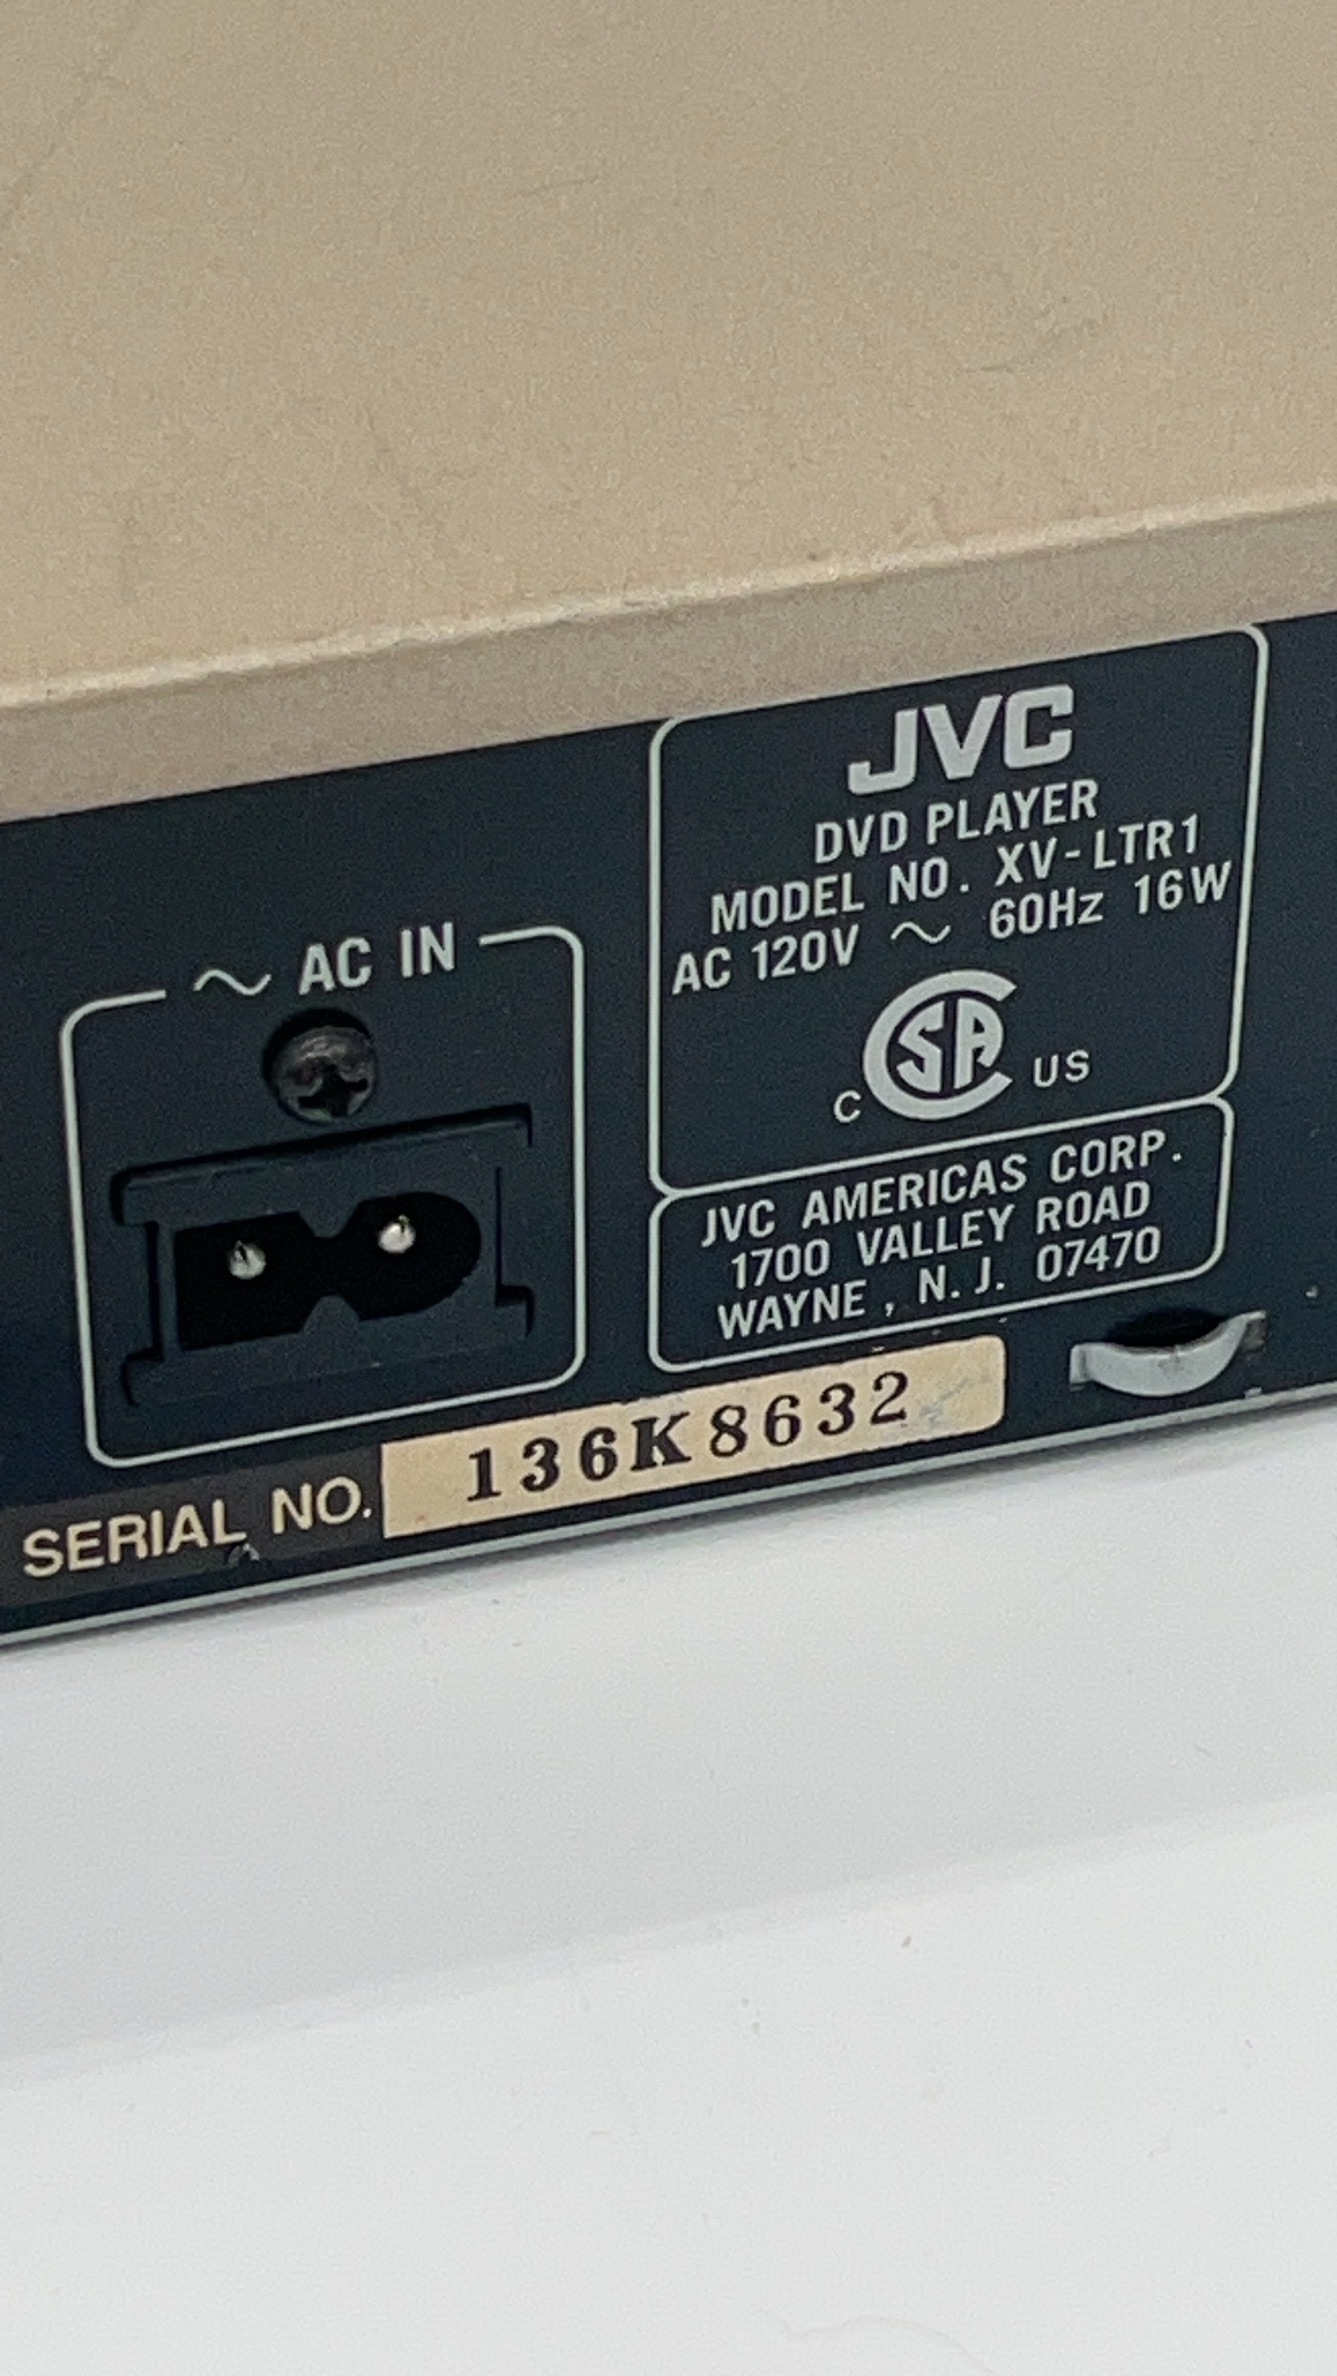 JVC
DVD PLAYER
MODEL NO. XV-LTR1
AC 120V ~ 60Hz 16W
C SA US
JVC AMERICAS CORP.
1700 VALLEY ROAD
WAYNE, N.J. 07470
~ AC IN
SERIAL NO. 136K8632